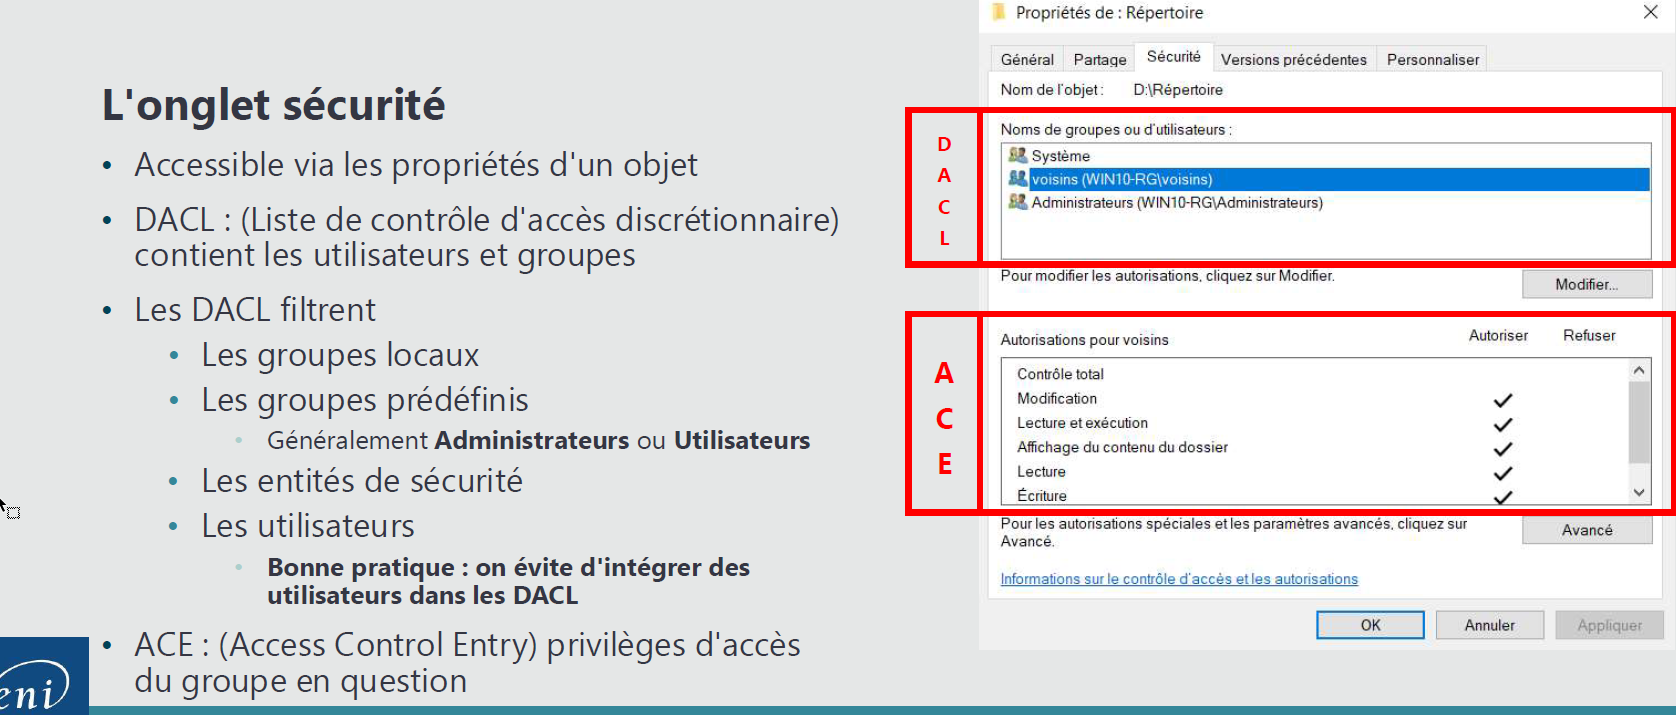 L'onglet sécurité
• Accessible via les propriétés d'un objet
• DACL : (Liste de contrôle d'accès discrétionnaire)
contient les utilisateurs et groupes
• Les DACL filtrent
• Les groupes locaux
• Les groupes prédéfinis
• Généralement Administrateurs ou Utilisateurs
• Les entités de sécurité
• Les utilisateurs
• Bonne pratique : on évite d'intégrer des
utilisateurs dans les DACL
• ACE : (Access Control Entry) privilèges d'accès
du groupe en question
eni
Propriétés de : Répertoire
Général Partage Sécurité Versions précédentes Personnaliser
Nom de l'objet : D:\Répertoire
D
A
C
L
Noms de groupes ou d'utilisateurs :
Système
voisins (WIN10-RG\voisins)
Administrateurs (WIN10-RG\Administrateurs)
Pour modifier les autorisations, cliquez sur Modifier.
Modifier...
A
C
E
Autorisations pour voisins Autoriser Refuser
Contrôle total
Modification
Lecture et exécution
Affichage du contenu du dossier
Lecture
Écriture
Pour les autorisations spéciales et les paramètres avancés, cliquez sur
Avancé.
Avancé
Informations sur le contrôle d'accès et les autorisations
OK Annuler Appliquer